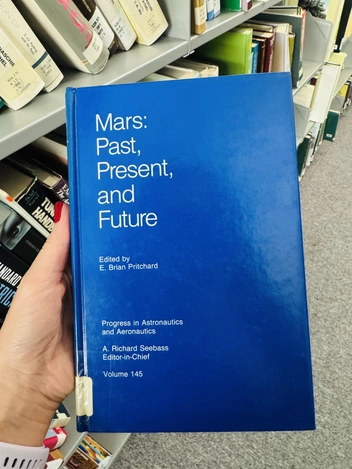 Mars:
Past,
Present,
and
Future
Edited by
E. Brian Pritchard
Progress in Astronautics
and Aeronautics
A. Richard Seebass
Editor-in-Chief
Volume 145